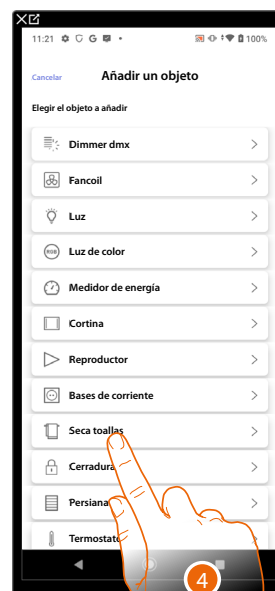 11:21 G 100%
Cancelar Añadir un objeto
Elegir el objeto a añadir
Dimmer dmx
Fancoil
Luz
RGB Luz de color
Medidor de energía
Cortina
Reproductor
Bases de corriente
Seca toallas
Cerradura
Persiana
Termostato
4